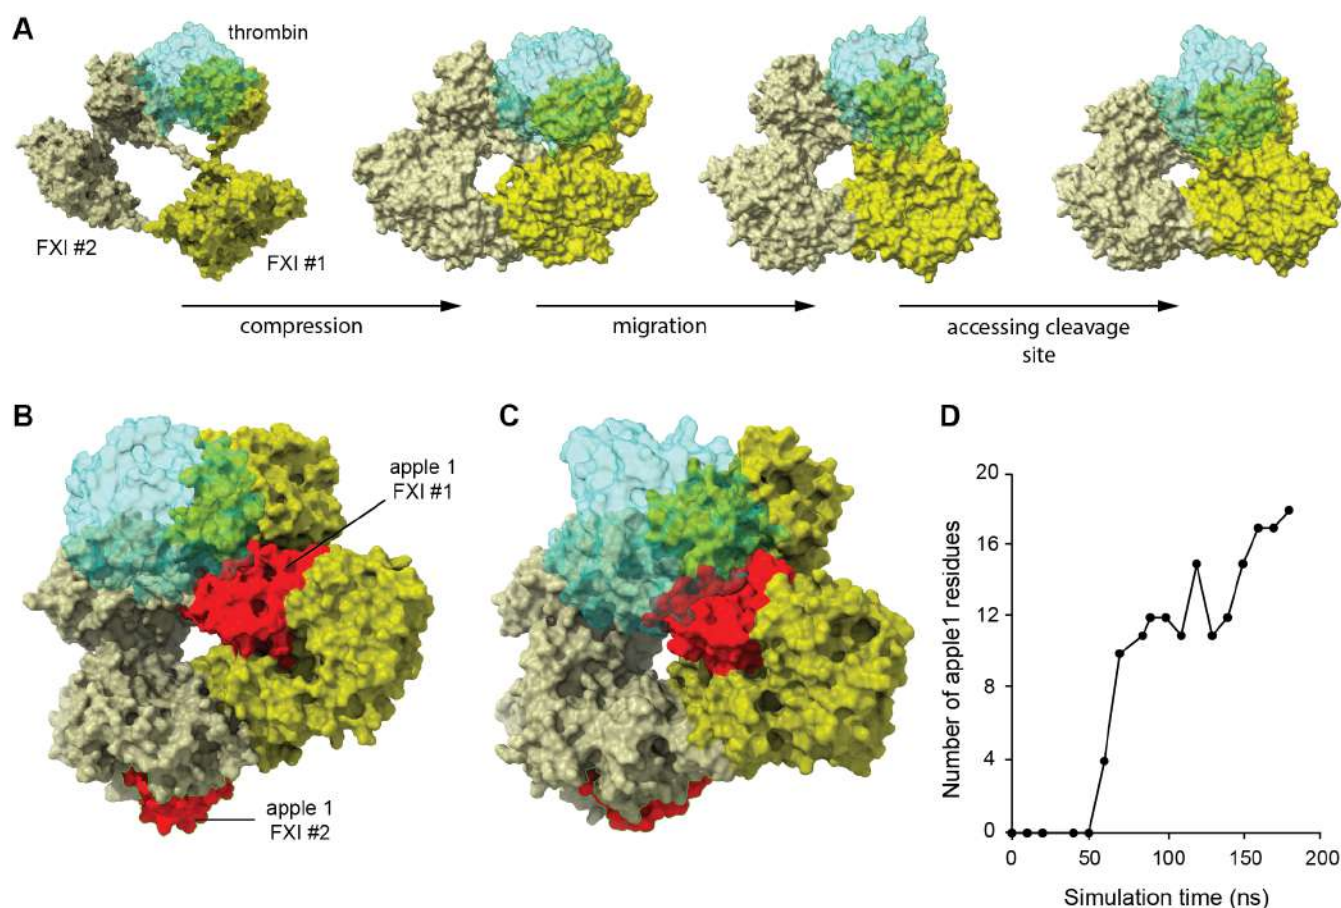 A
thrombin
FXI #2
FXI #1
compression
migration
accessing cleavage
site
B
apple 1
FXI #1
apple 1
FXI #2
C
D
Number of apple1 residues
20
16
12
8
4
0
0
50
100
150
200
Simulation time (ns)